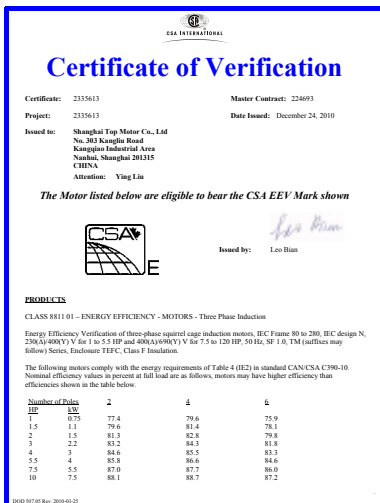 CSA INTERNATIONAL
Certificate of Verification
Certificate: 2335613 Master Contract: 224693
Project: 2335613 Date Issued: December 24, 2010
Issued to: Shanghai Top Motor Co., Ltd
No. 303 Kangliu Road
Kangqiao Industrial Area
Nanhui, Shanghai 201315
CHINA
Attention: Ying Liu
The Motor listed below are eligible to bear the CSA EEV Mark shown
CSA
E
Issued by: Leo Bian
PRODUCTS
CLASS 8811 01 – ENERGY EFFICIENCY - MOTORS - Three Phase Induction
Energy Efficiency Verification of three-phase squirrel cage induction motors, IEC Frame 80 to 280, IEC design N,
230(Δ)/400(Y) V for 1 to 5.5 HP and 400(Δ)/690(Y) V for 7.5 to 120 HP, 50 Hz, SF 1.0, TM (suffixes may
follow) Series, Enclosure TEFC, Class F Insulation.
The following motors comply with the energy requirements of Table 4 (IE2) in standard CAN/CSA C390-10.
Nominal efficiency values in percent at full load are as follows, motors may have higher efficiency than
efficiencies shown in the table below.
Number of Poles 2 4 6
HP kW
1 0.75 77.4 79.6 75.9
1.5 1.1 79.6 81.4 78.1
2 1.5 81.3 82.8 79.8
3 2.2 83.2 84.3 81.8
4 3 84.6 85.5 83.3
5.5 4 85.8 86.6 84.6
7.5 5.5 87.0 87.7 86.0
10 7.5 88.1 88.7 87.2
DQD 507.05 Rev. 2010-03-25